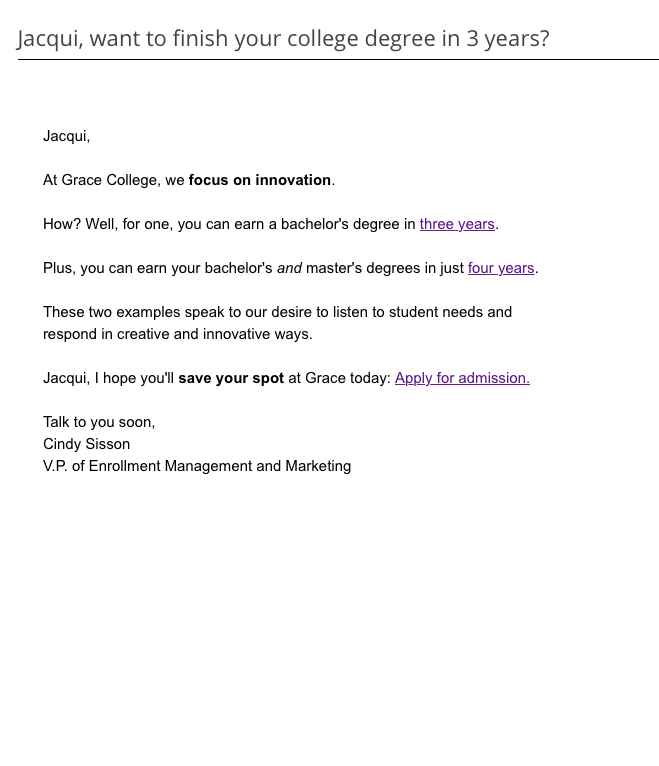 Jacqui, want to finish your college degree in 3 years?
Jacqui,
At Grace College, we focus on innovation.
How? Well, for one, you can earn a bachelor's degree in three years.
Plus, you can earn your bachelor's and master's degrees in just four years.
These two examples speak to our desire to listen to student needs and
respond in creative and innovative ways.
Jacqui, I hope you'll save your spot at Grace today: Apply for admission.
Talk to you soon,
Cindy Sisson
V.P. of Enrollment Management and Marketing